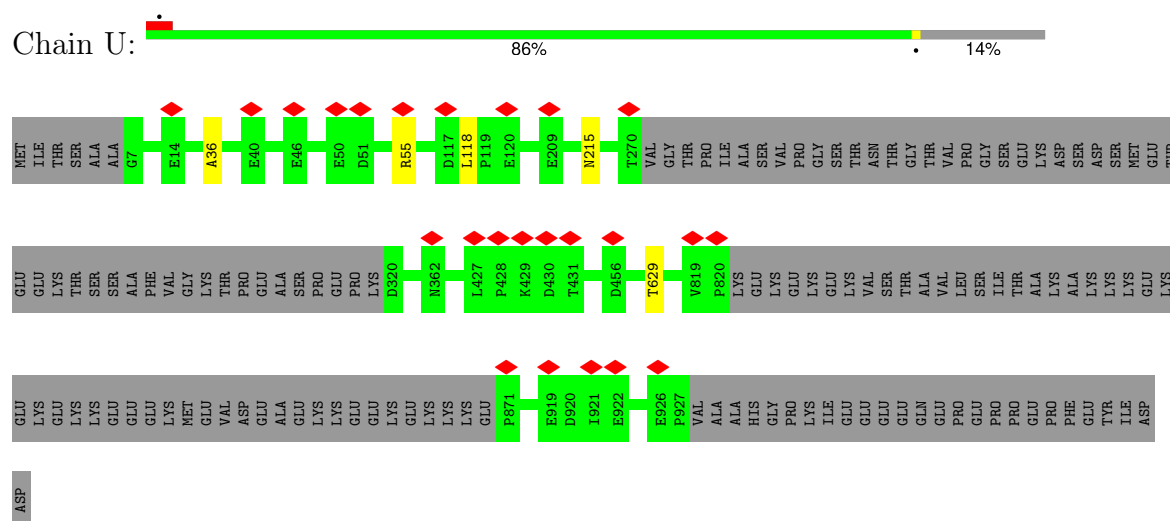 Chain U:
•
86%
•
14%
MET ILE THR SER ALA ALA G7 E14 A36 E40 E46 E50 D51 R55 D117 L118 P119 E120 E209 N215 T270 VAL GLY THR PRO ILE ALA SER VAL PRO GLY SER THR ASN THR GLY THR VAL PRO GLY SER GLU LYS ASP SER ASP SER MET GLU THR
GLU GLU LYS THR SER SER ALA PHE VAL GLY LYS THR PRO GLU ALA SER PRO GLU PRO LYS D320 N362 L427 P428 K429 D430 T431 D456 T629 V819 P820 LYS GLU LYS GLU LYS GLU LYS VAL SER THR ALA VAL LEU SER ILE THR ALA LYS ALA LYS LYS LYS GLU LYS
GLU LYS GLU LYS LYS GLU GLU GLU LYS MET GLU VAL ASP GLU ALA GLU LYS LYS GLU GLU LYS GLU LYS LYS LYS GLU P871 E919 D920 I921 E922 E926 P927 VAL ALA ALA HIS GLY PRO LYS ILE GLU GLU GLU GLU GLN GLU PRO GLU PRO PRO GLU PRO PHE GLU TYR ILE ASP
ASP